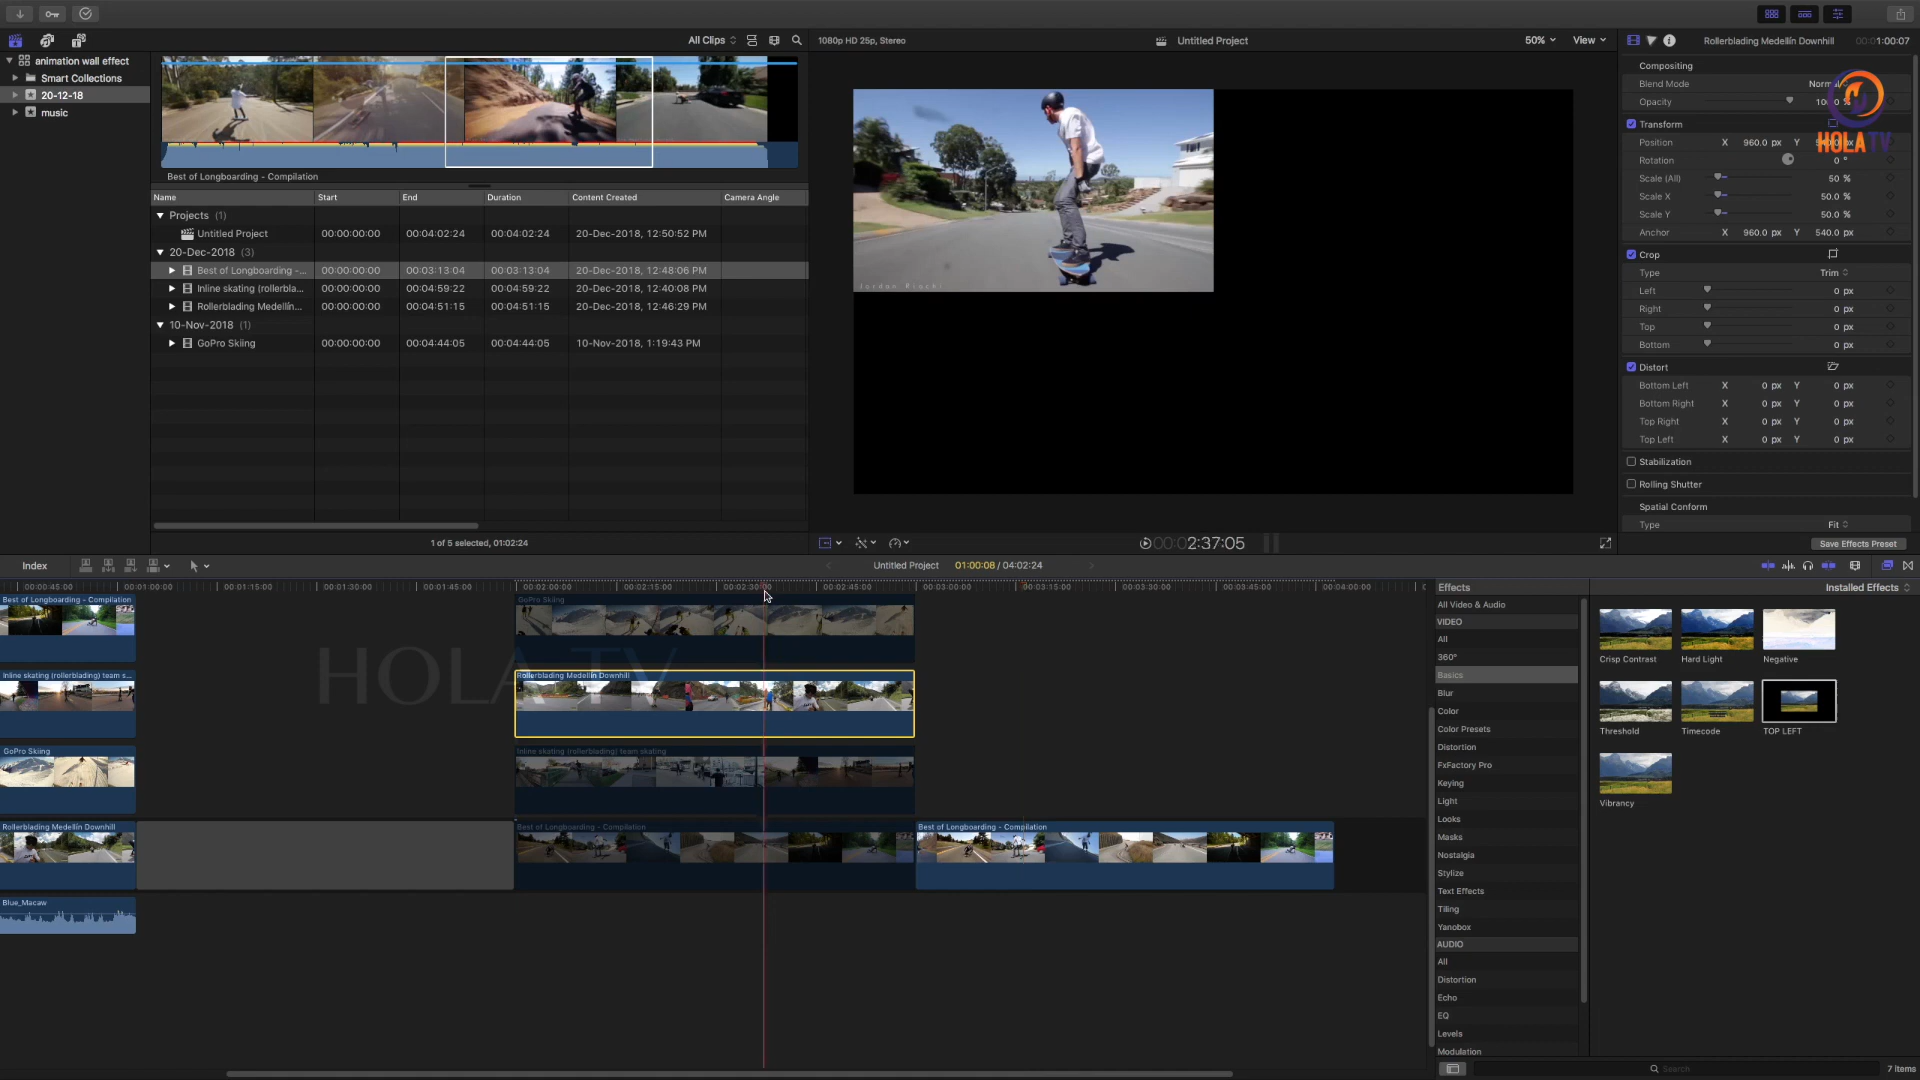 All Clips
1080p HD 25p, Stereo
Untitled Project
50%
View
Rollerblading Medellín Downhill
00:00:01:00:07
animation wall effect
Smart Collections
20-12-18
music
Best of Longboarding - Compilation
Name Start End Duration Content Created Camera Angle
Projects (1)
Untitled Project 00:00:00:00 00:04:02:24 00:04:02:24 20-Dec-2018, 12:50:52 PM
20-Dec-2018 (3)
Best of Longboarding -... 00:00:00:00 00:03:13:04 00:03:13:04 20-Dec-2018, 12:48:06 PM
Inline skating (rollerbla... 00:00:00:00 00:04:59:22 00:04:59:22 20-Dec-2018, 12:40:08 PM
Rollerblading Medellín... 00:00:00:00 00:04:51:15 00:04:51:15 20-Dec-2018, 12:46:29 PM
10-Nov-2018 (1)
GoPro Skiing 00:00:00:00 00:04:44:05 00:04:44:05 10-Nov-2018, 1:19:43 PM
1 of 5 selected, 01:02:24
00:00:02:37:05
Compositing
Blend Mode
Opacity
HOLA TV
Transform
Position X 960.0 px Y
Rotation 0 °
Scale (All) 50 %
Scale X 50.0 %
Scale Y 50.0 %
Anchor X 960.0 px Y 540.0 px
Crop
Type Trim
Left 0 px
Right 0 px
Top 0 px
Bottom 0 px
Distort
Bottom Left X 0 px Y 0 px
Bottom Right X 0 px Y 0 px
Top Right X 0 px Y 0 px
Top Left X 0 px Y 0 px
Stabilization
Rolling Shutter
Spatial Conform
Type Fit
Save Effects Preset
Index
Untitled Project 01:00:08 / 04:02:24
00:00:45:00 00:01:00:00 00:01:15:00 00:01:30:00 00:01:45:00 00:02:00:00 00:02:15:00 00:02:30:00 00:02:45:00 00:03:00:00 00:03:15:00 00:03:30:00 00:03:45:00 00:04:00:00
Best of Longboarding - Compilation
GoPro Skiing
HOLA TV
Inline skating (rollerblading) team s...
Rollerblading Medellín Downhill
GoPro Skiing
Inline skating (rollerblading) team skating
Rollerblading Medellín Downhill
Best of Longboarding - Compilation
Best of Longboarding - Compilation
Blue_Macaw
Effects
Installed Effects
All Video & Audio
VIDEO
All
360°
Basics
Blur
Color
Color Presets
Distortion
FxFactory Pro
Keying
Light
Looks
Masks
Nostalgia
Stylize
Text Effects
Tiling
Yanobox
AUDIO
All
Distortion
Echo
EQ
Levels
Modulation
Crisp Contrast Hard Light Negative
Threshold Timecode TOP LEFT
Vibrancy
Search
7 Items